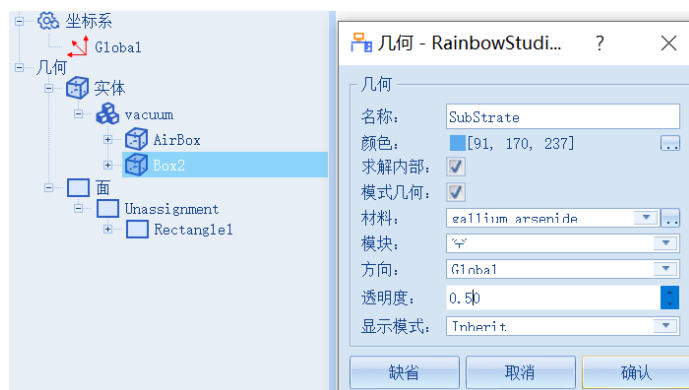 坐标系
Global
几何
实体
vacuum
AirBox
Box2
面
Unassignment
Rectangle1
几何 - RainbowStudi... ?
几何
名称： SubStrate
颜色： [91, 170, 237] ..
求解内部：
模式几何：
材料： gallium arsenide ..
模块：
方向： Global
透明度： 0.50
显示模式： Inherit
缺省 取消 确认